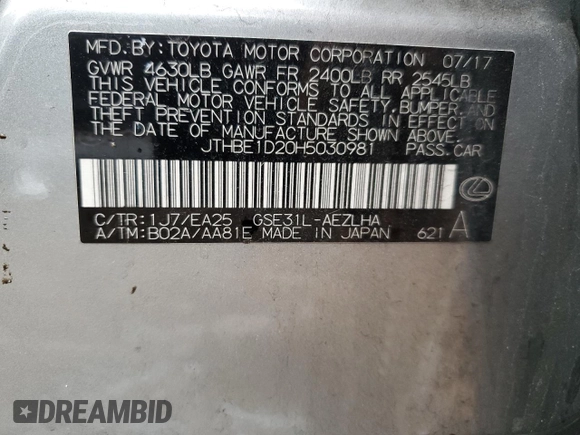 MFD. BY: TOYOTA MOTOR CORPORATION 07/17
GVWR 4630LB GAWR FR 2400LB RR 2545LB
THIS VEHICLE CONFORMS TO ALL APPLICABLE
FEDERAL MOTOR VEHICLE SAFETY, BUMPER, AND
THEFT PREVENTION STANDARDS IN EFFECT ON
THE DATE OF MANUFACTURE SHOWN ABOVE.
JTHBE1D20H5030981 PASS. CAR
C/TR: 1J7/EA25 GSE31L-AEZLHA
A/TM: B02A/AA81E MADE IN JAPAN 621 A
DREAMBID